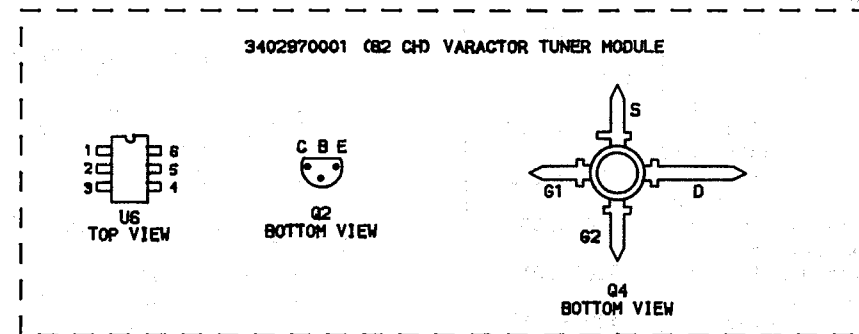 3402970001 (82 CH) VARACTOR TUNER MODULE
S
C B E
1 6
2 5
3 4
G1 D
U6
TOP VIEW
Q2
BOTTOM VIEW
G2
Q4
BOTTOM VIEW